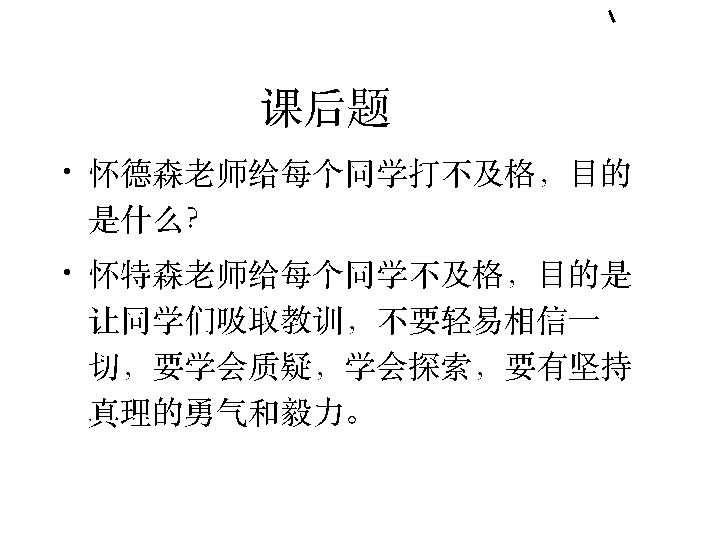 课后题
• 怀德森老师给每个同学打不及格，目的
是什么？
• 怀特森老师给每个同学不及格，目的是
让同学们吸取教训，不要轻易相信一
切，要学会质疑，学会探索，要有坚持
真理的勇气和毅力。